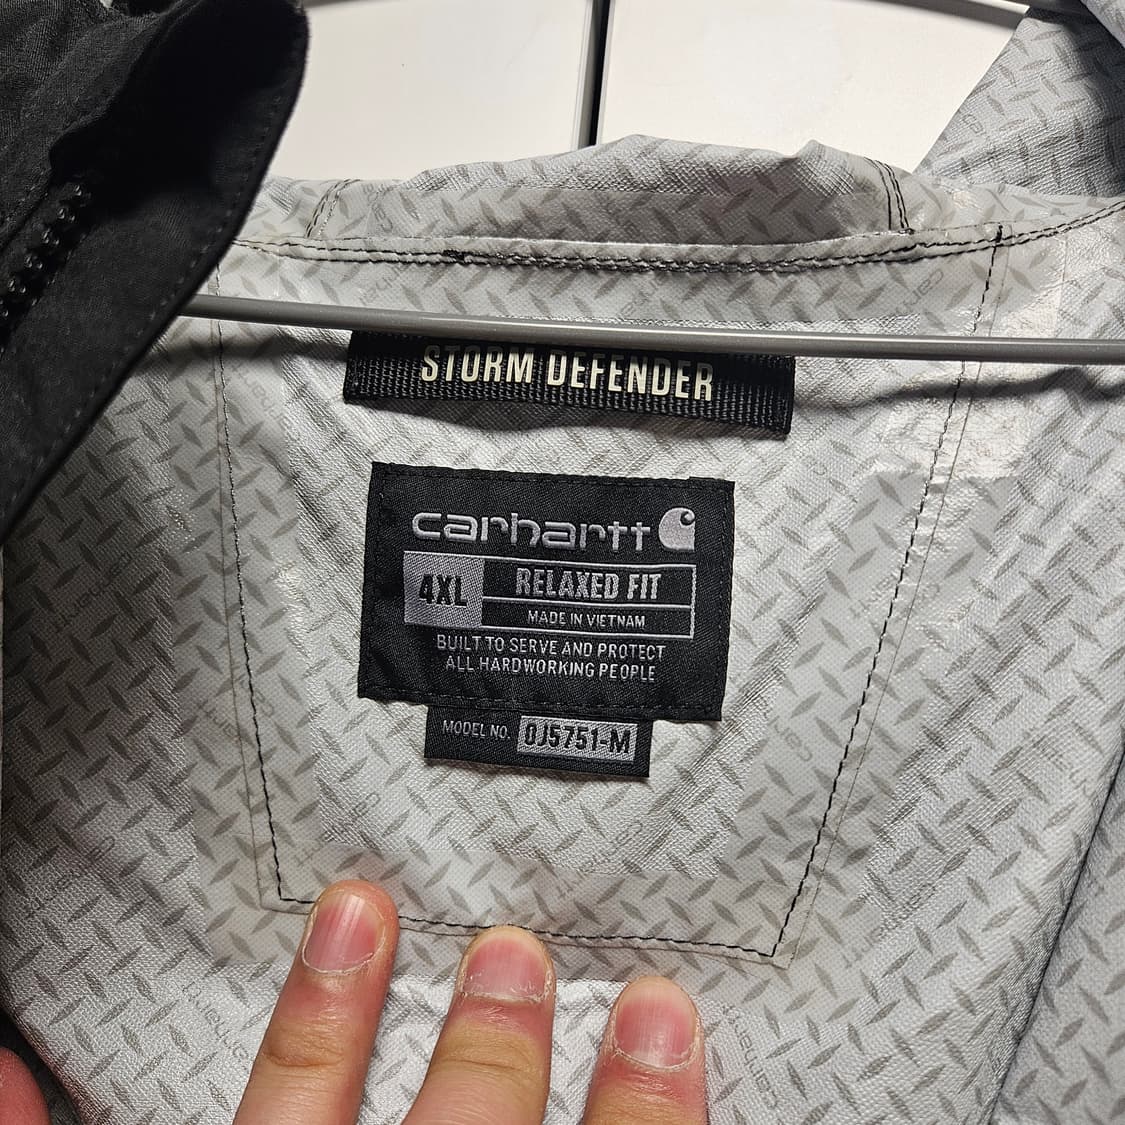 STORM DEFENDER
carhartt
4XL
RELAXED FIT
MADE IN VIETNAM
BUILT TO SERVE AND PROTECT
ALL HARDWORKING PEOPLE
MODEL NO. OJ5751-M